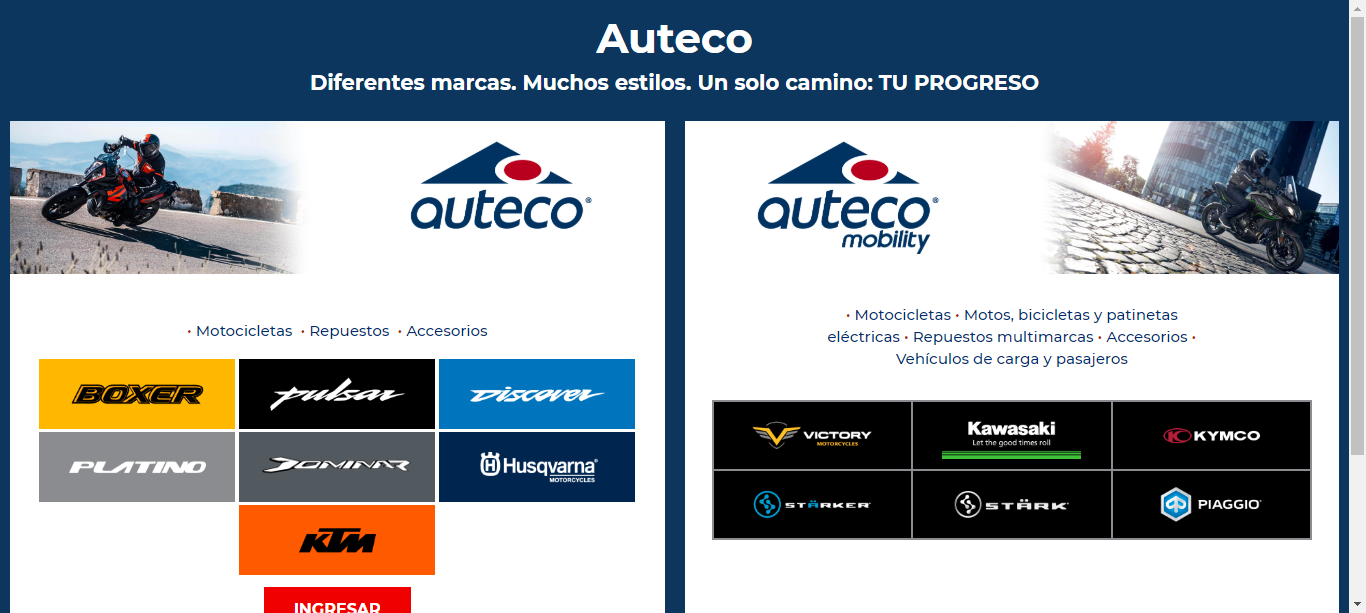 Auteco
Diferentes marcas. Muchos estilos. Un solo camino: TU PROGRESO
auteco®
• Motocicletas • Repuestos • Accesorios
BOXER
pulsar
DISCOVER
PLATINO
DOMINAR
Husqvarna®
MOTORCYCLES
KTM
INGRESAR
auteco®
mobility
• Motocicletas • Motos, bicicletas y patinetas
eléctricas • Repuestos multimarcas • Accesorios •
Vehículos de carga y pasajeros
VICTORY
MOTORCYCLES
Kawasaki
Let the good times roll
KYMCO
STÄRKER
STÄRK
PIAGGIO